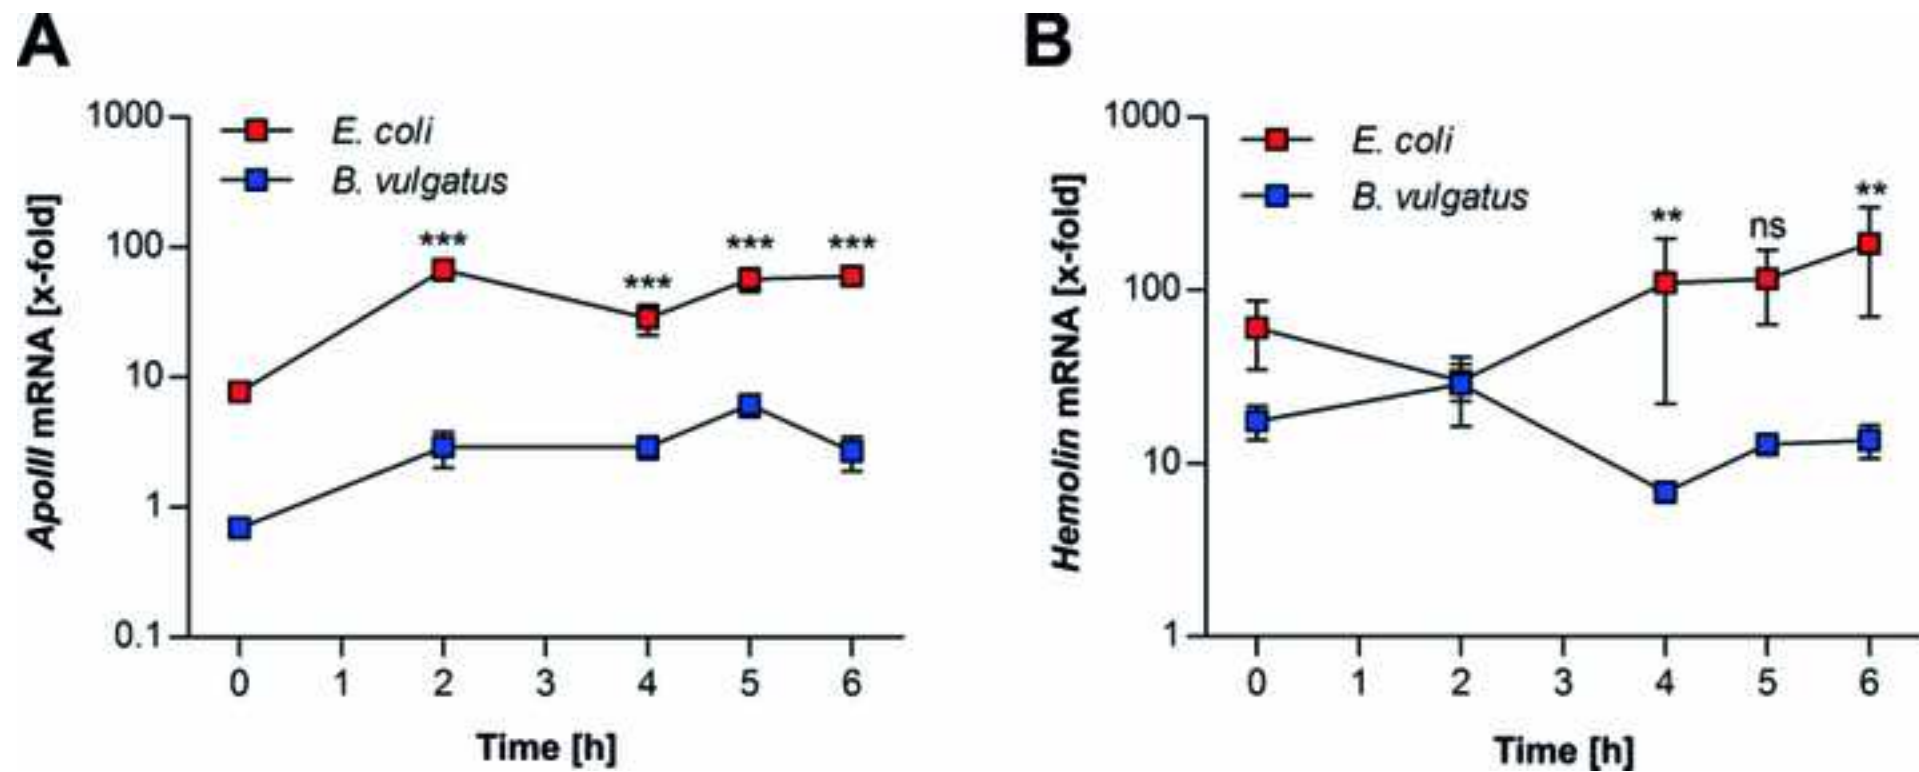 A
ApoIII mRNA [x-fold]
1000
100
10
1
0.1
E. coli
B. vulgatus
***
***
***
***
0
1
2
3
4
5
6
Time [h]
B
Hemolin mRNA [x-fold]
1000
100
10
1
E. coli
B. vulgatus
**
ns
**
0
1
2
3
4
5
6
Time [h]